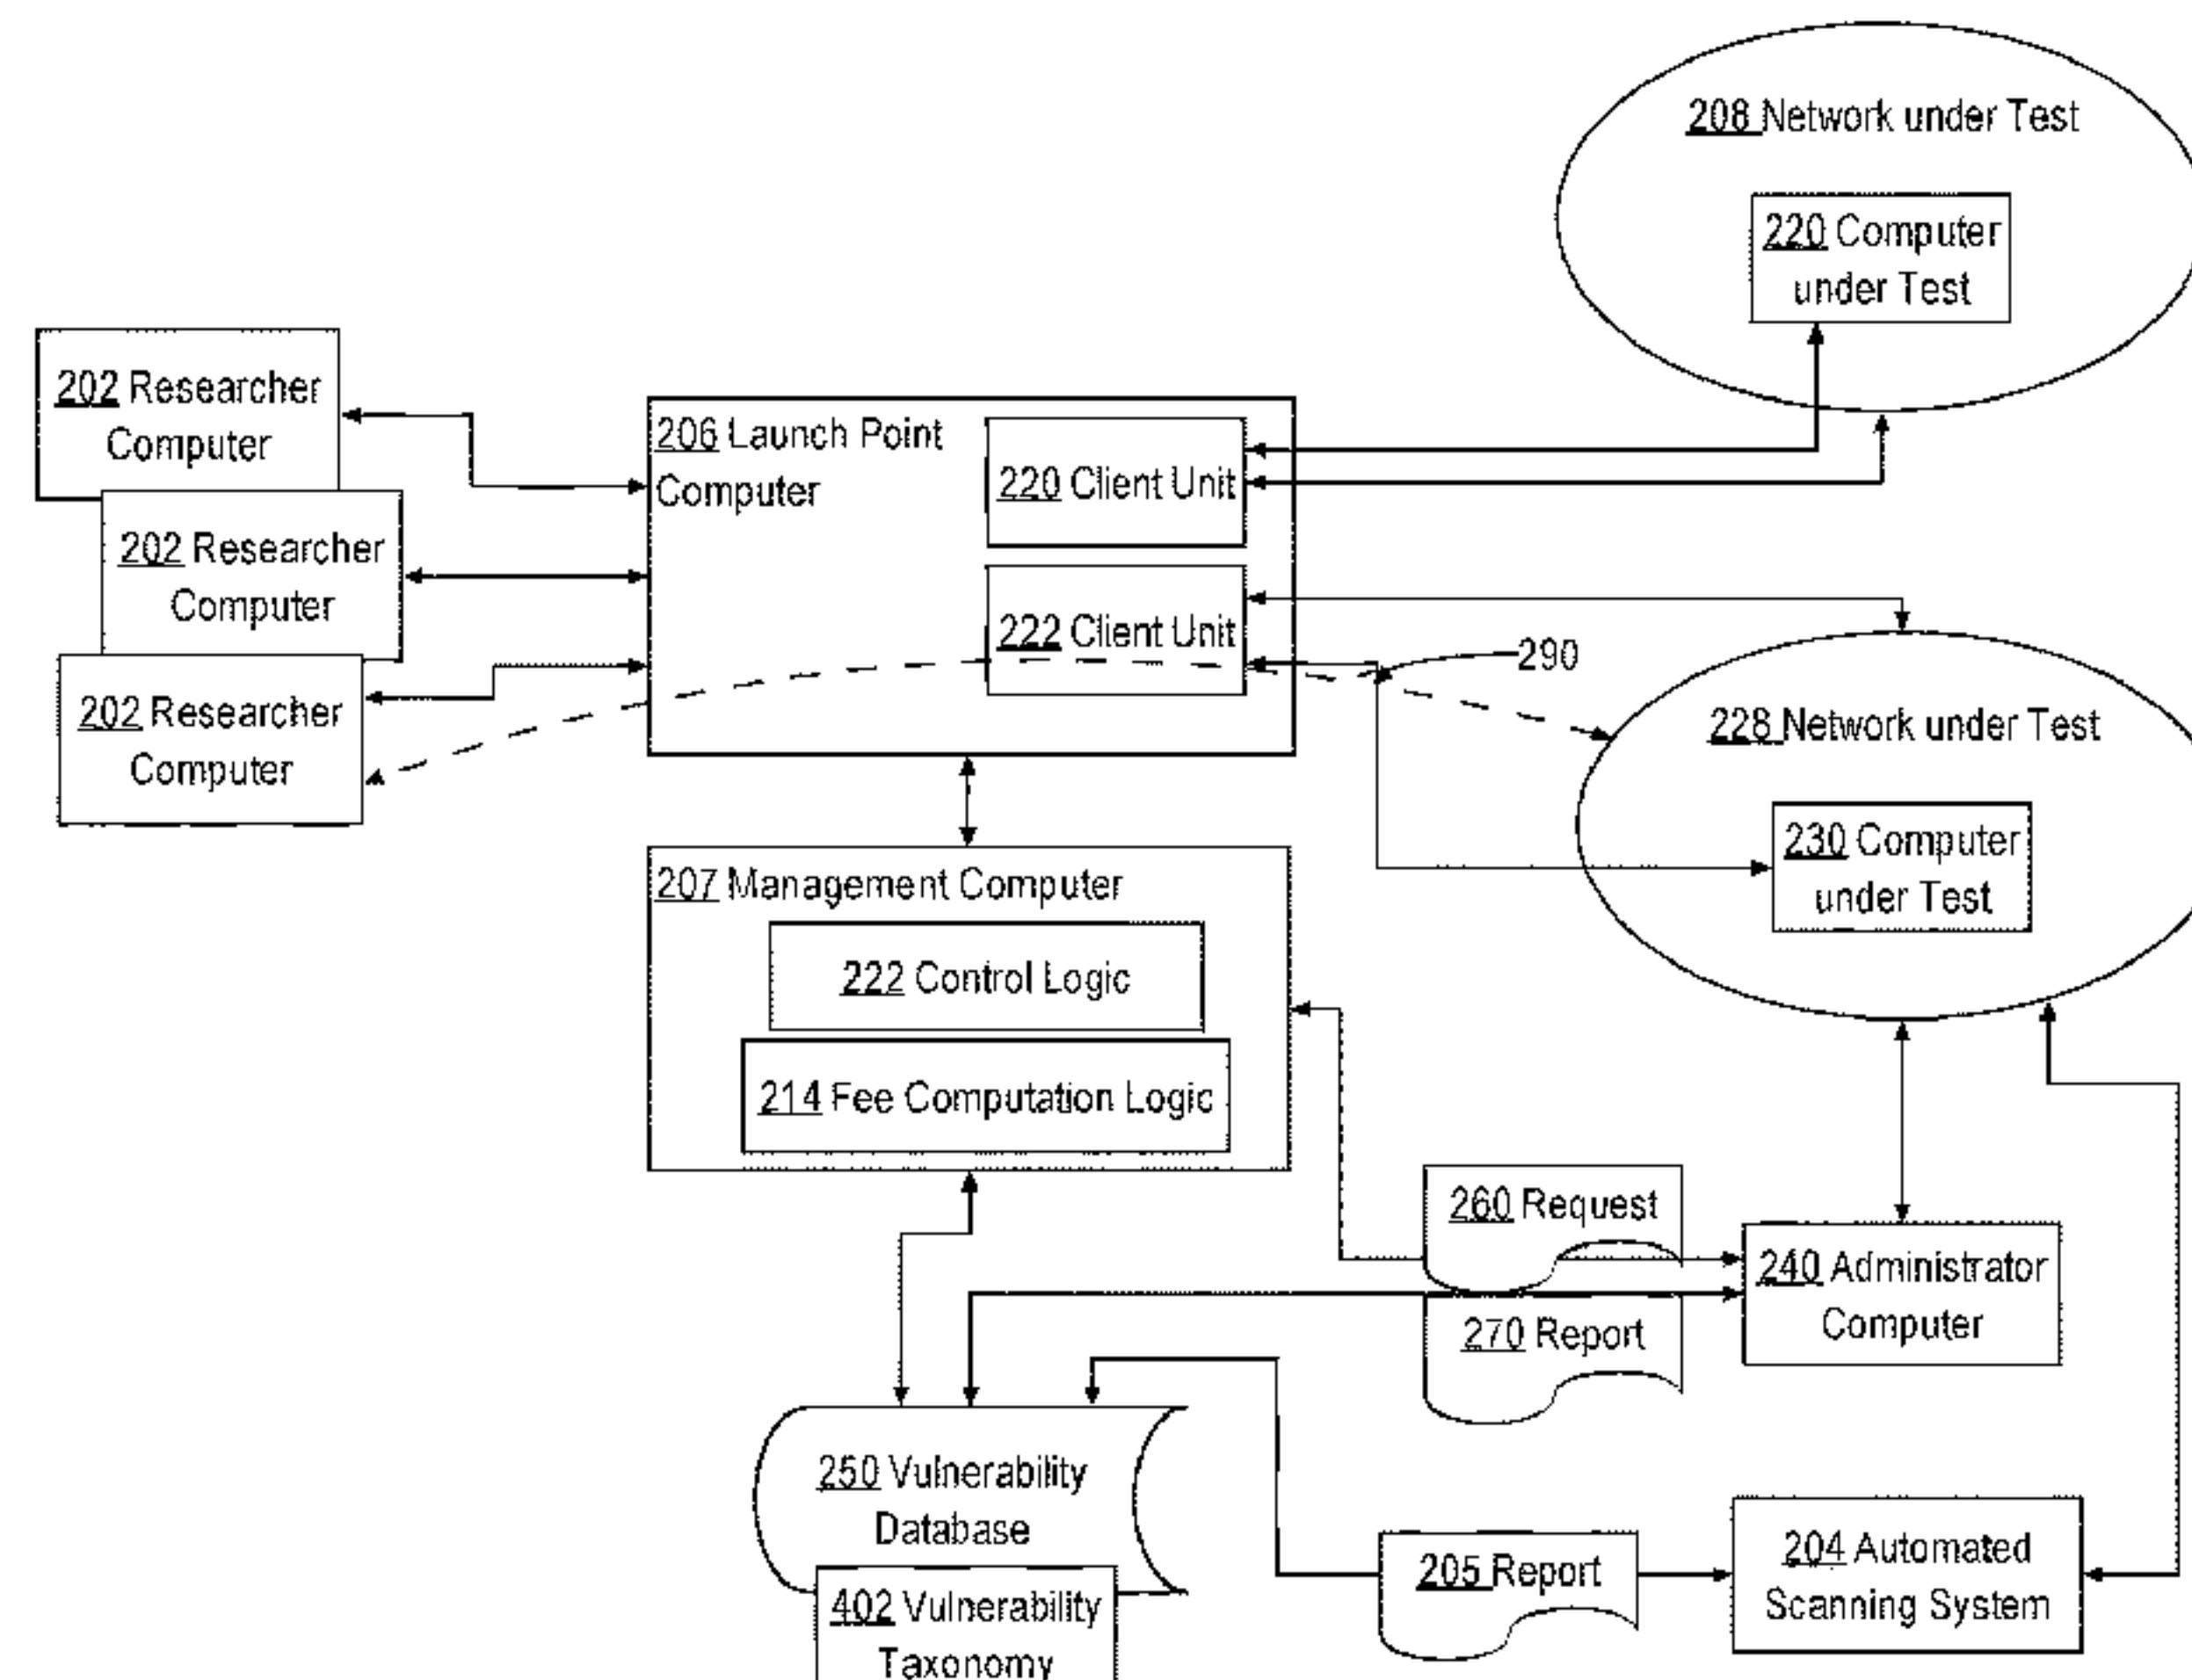 208 Network under Test
220 Computer
under Test
202 Researcher
Computer
202 Researcher
Computer
202 Researcher
Computer
206 Launch Point
Computer
220 Client Unit
222 Client Unit
290
228 Network under Test
230 Computer
under Test
207 Management Computer
222 Control Logic
214 Fee Computation Logic
260 Request
270 Report
240 Administrator
Computer
250 Vulnerability
Database
402 Vulnerability
Taxonomy
205 Report
204 Automated
Scanning System